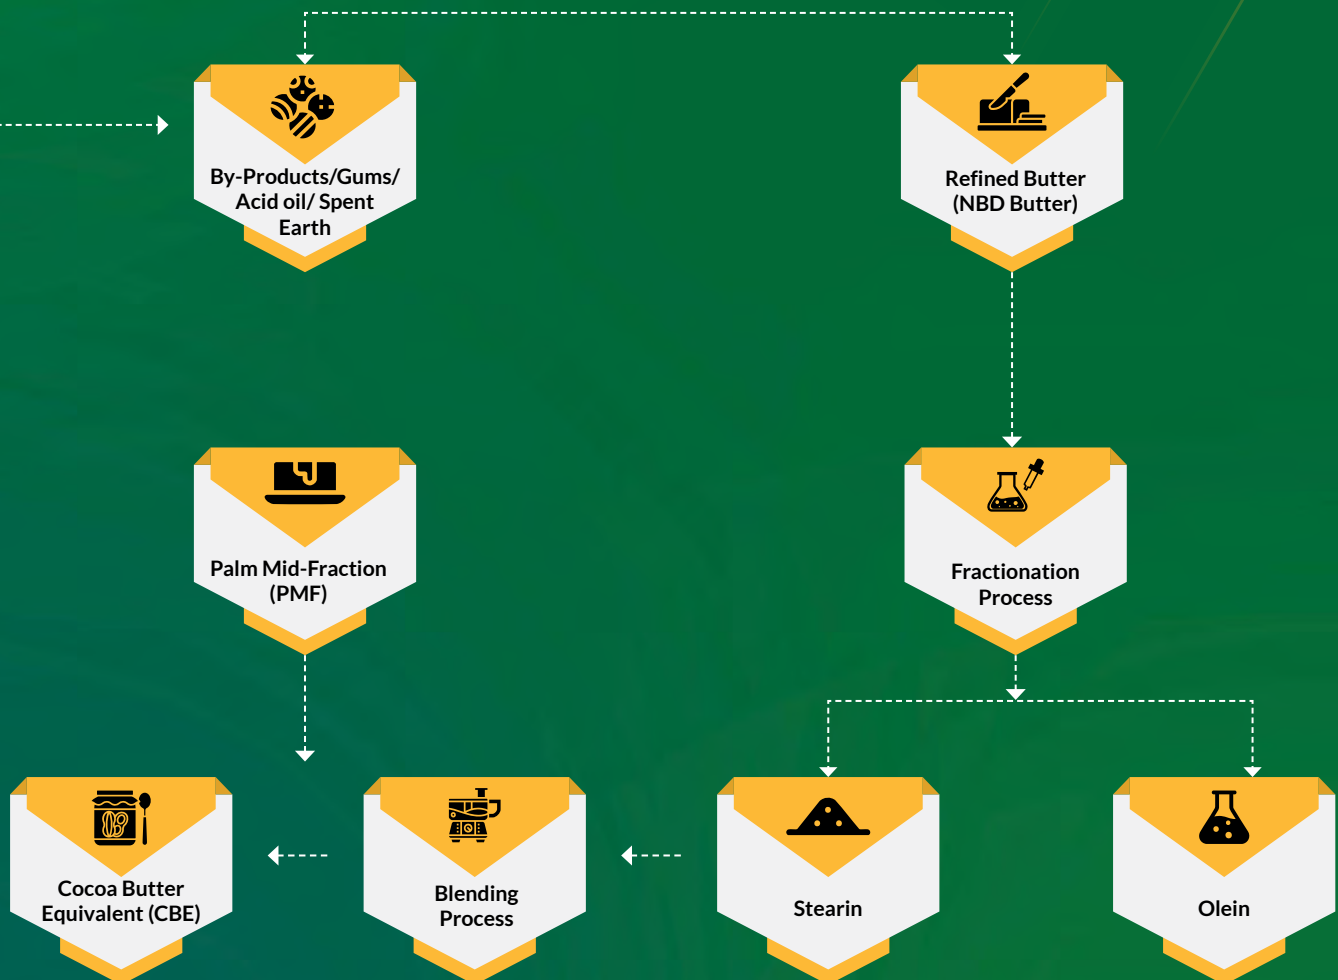 By-Products/Gums/
Acid oil/ Spent
Earth
Refined Butter
(NBD Butter)
Palm Mid-Fraction
(PMF)
Fractionation
Process
Cocoa Butter
Equivalent (CBE)
Blending
Process
Stearin
Olein